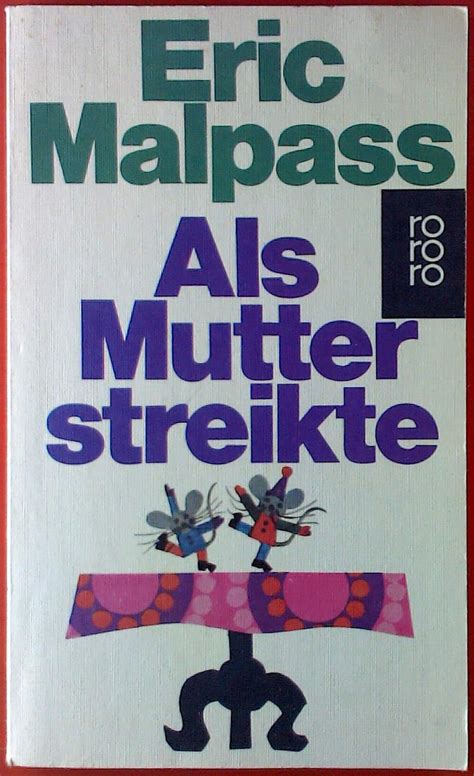 Eric
Malpass
Als
Mutter
streikte
ro
ro
ro